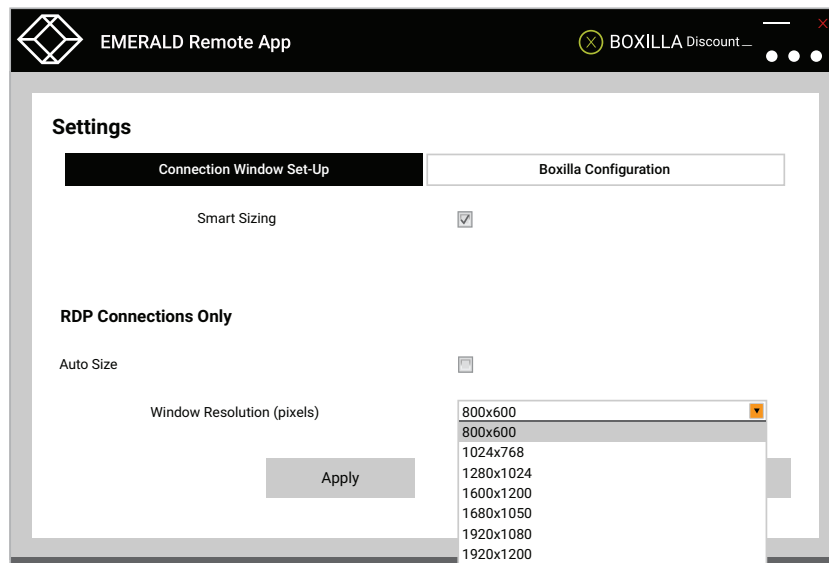 EMERALD Remote App
BOXILLA Discount
Settings
Connection Window Set-Up
Boxilla Configuration
Smart Sizing
RDP Connections Only
Auto Size
Window Resolution (pixels)
800x600
800x600
1024x768
1280x1024
1600x1200
1680x1050
1920x1080
1920x1200
Apply